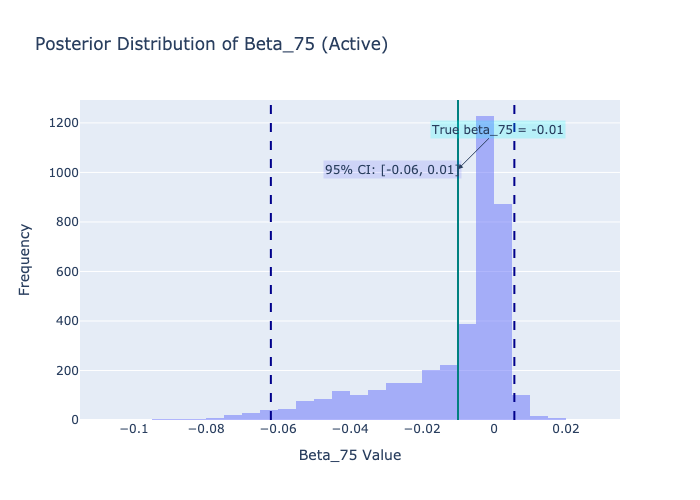 Posterior Distribution of Beta_75 (Active)
1200
True beta_75 = -0.01
1000
95% CI: [-0.06, 0.01]
800
600
400
200
0
Frequency
−0.1
−0.08
−0.06
−0.04
−0.02
0
0.02
Beta_75 Value